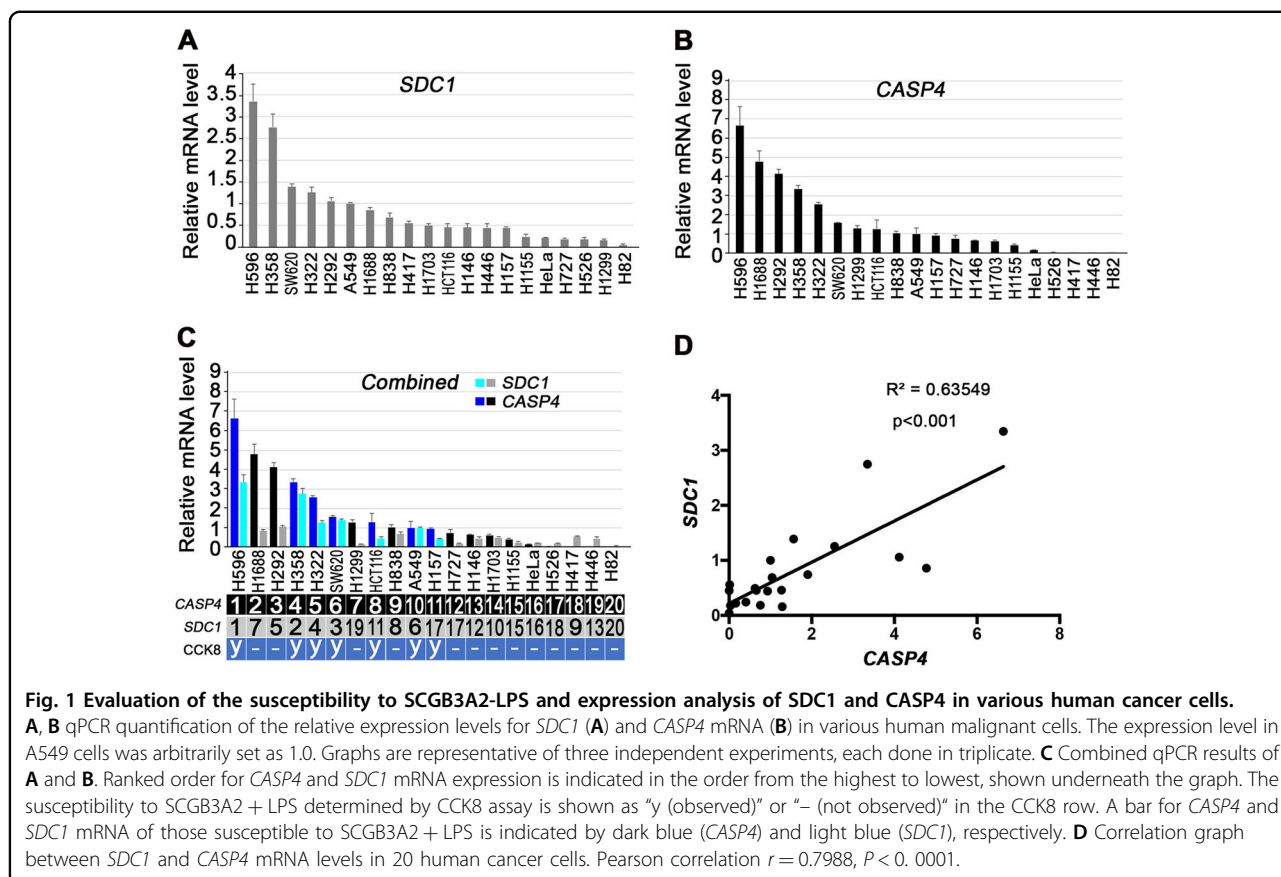 A
SDC1
Relative mRNA level
4
3.5
3
2.5
2
1.5
1
0.5
0
H596 H358 SW620 H322 H292 A549 H1688 H838 H417 H1703 HCT116 H146 H446 H157 H1155 HeLa H727 H526 H1299 H82
B
CASP4
Relative mRNA level
9
8
7
6
5
4
3
2
1
0
H596 H1688 H292 H358 H322 SW620 H1299 HCT116 H838 A549 H157 H727 H146 H1703 H1155 HeLa H526 H417 H446 H82
C
Combined
SDC1
CASP4
Relative mRNA level
9
8
7
6
5
4
3
2
1
0
H596 H1688 H292 H358 H322 SW620 H1299 HCT116 H838 A549 H157 H727 H146 H1703 H1155 HeLa H526 H417 H446 H82
CASP4 1 2 3 4 5 6 7 8 9 10 11 12 13 14 15 16 17 18 19 20
SDC1 1 7 5 2 4 3 19 11 8 6 17 17 12 10 15 16 18 9 13 20
CCK8 y – – y y y – y – y y – – – – – – – – –
D
R² = 0.63549
p<0.001
SDC1
4
3
2
1
0
0 2 4 6 8
CASP4
Fig. 1 Evaluation of the susceptibility to SCGB3A2-LPS and expression analysis of SDC1 and CASP4 in various human cancer cells.
A, B qPCR quantification of the relative expression levels for SDC1 (A) and CASP4 mRNA (B) in various human malignant cells. The expression level in
A549 cells was arbitrarily set as 1.0. Graphs are representative of three independent experiments, each done in triplicate. C Combined qPCR results of
A and B. Ranked order for CASP4 and SDC1 mRNA expression is indicated in the order from the highest to lowest, shown underneath the graph. The
susceptibility to SCGB3A2 + LPS determined by CCK8 assay is shown as "y (observed)" or "– (not observed)" in the CCK8 row. A bar for CASP4 and
SDC1 mRNA of those susceptible to SCGB3A2 + LPS is indicated by dark blue (CASP4) and light blue (SDC1), respectively. D Correlation graph
between SDC1 and CASP4 mRNA levels in 20 human cancer cells. Pearson correlation r = 0.7988, P < 0. 0001.